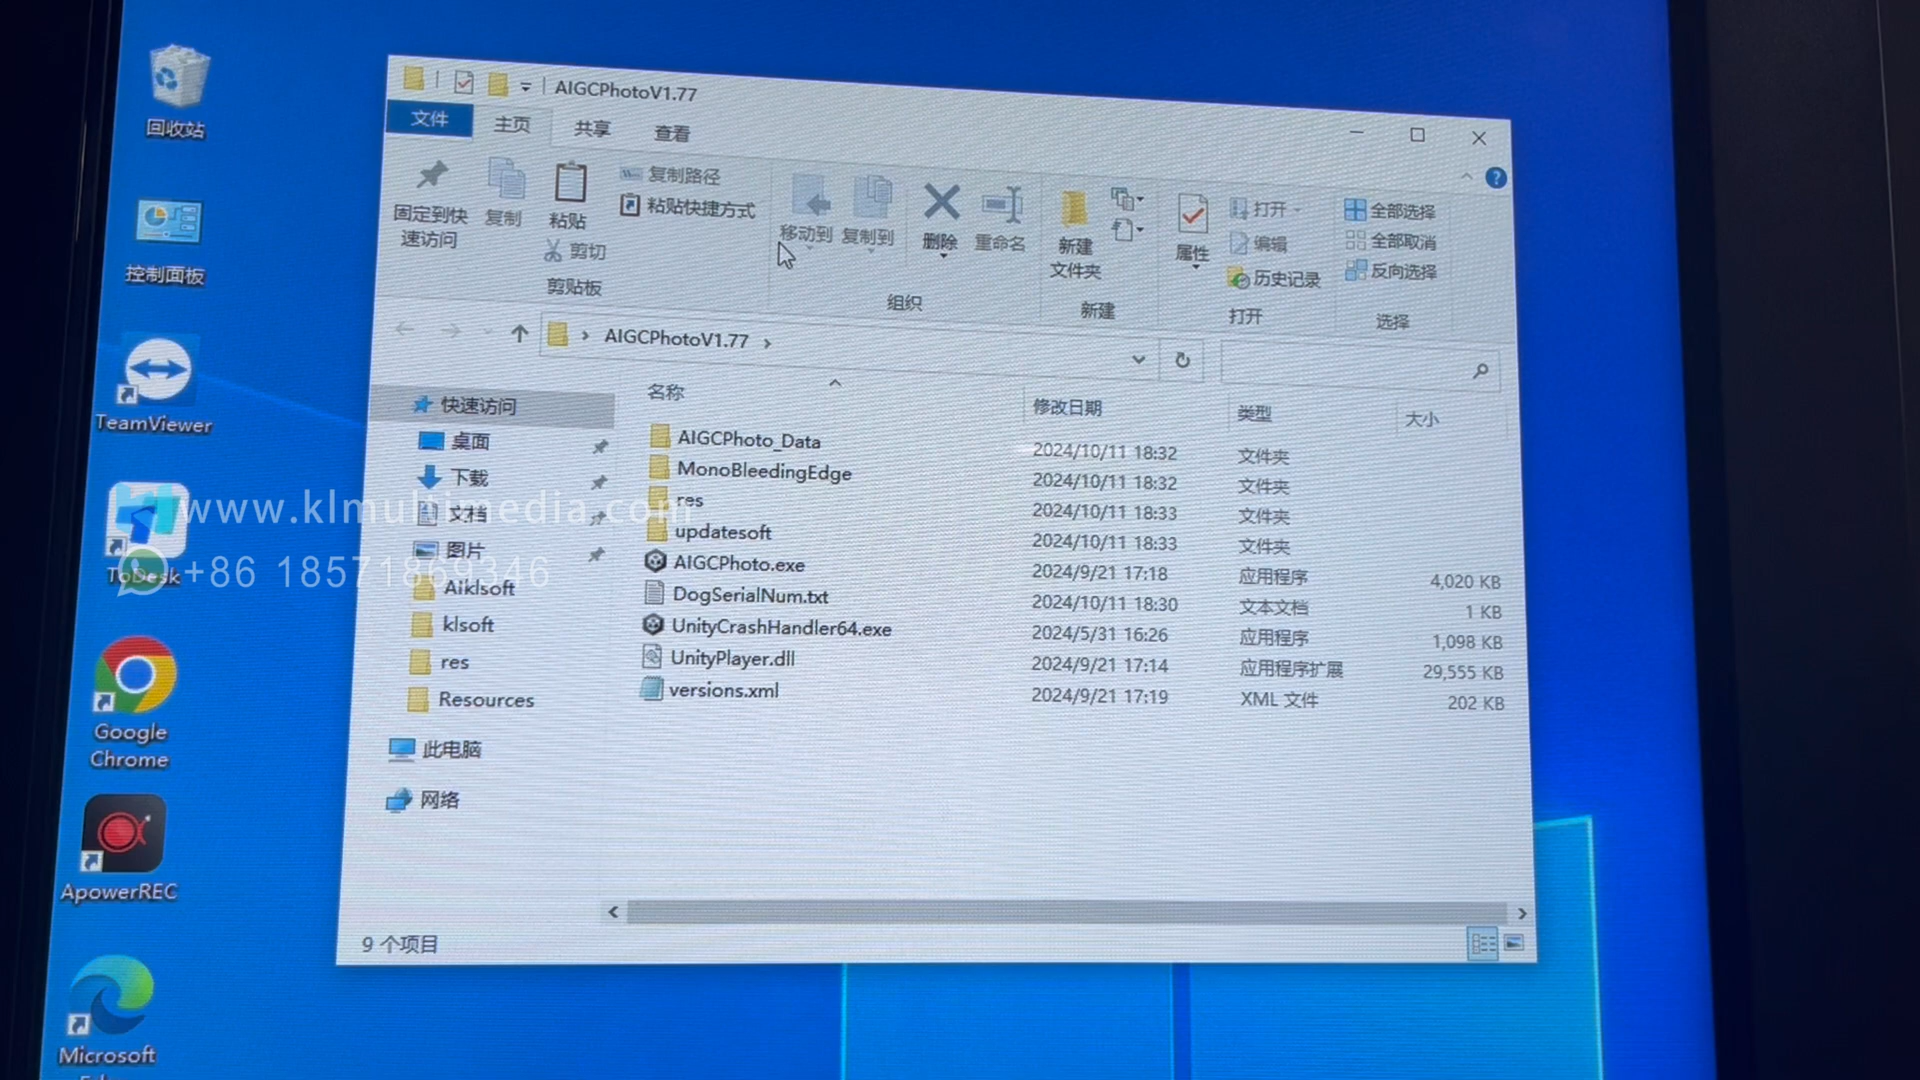 回收站
控制面板
TeamViewer
ToDesk
Google
Chrome
ApowerREC
Microsoft
AIGCPhotoV1.77
文件 主页 共享 查看
固定到快
速访问
复制
粘贴
复制路径
粘贴快捷方式
剪切
剪贴板
移动到 复制到 删除 重命名
组织
新建
文件夹
新建
属性
打开
编辑
历史记录
打开
全部选择
全部取消
反向选择
选择
AIGCPhotoV1.77
快速访问
桌面
下载
文档
图片
Aiklsoft
klsoft
res
Resources
此电脑
网络
名称 修改日期 类型 大小
AIGCPhoto_Data 2024/10/11 18:32 文件夹
MonoBleedingEdge 2024/10/11 18:32 文件夹
res 2024/10/11 18:33 文件夹
updatesoft 2024/10/11 18:33 文件夹
AIGCPhoto.exe 2024/9/21 17:18 应用程序 4,020 KB
DogSerialNum.txt 2024/10/11 18:30 文本文档 1 KB
UnityCrashHandler64.exe 2024/5/31 16:26 应用程序 1,098 KB
UnityPlayer.dll 2024/9/21 17:14 应用程序扩展 29,555 KB
versions.xml 2024/9/21 17:19 XML 文件 202 KB
9 个项目
www.klmultimedia.com
+86 18571869346